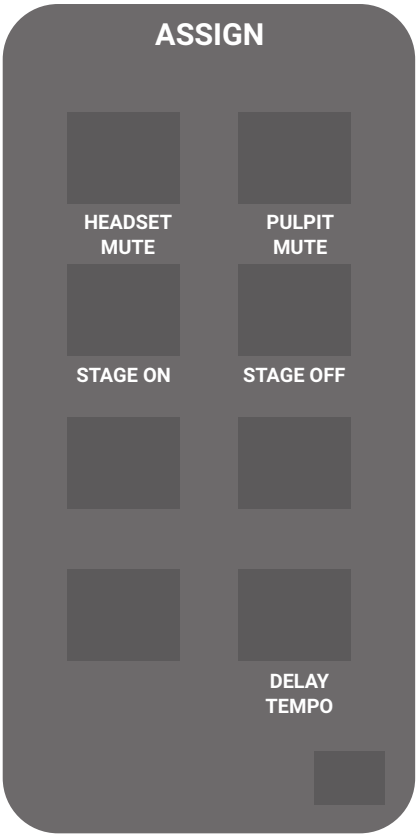 ASSIGN
HEADSET
MUTE
PULPIT
MUTE
STAGE ON
STAGE OFF
DELAY
TEMPO